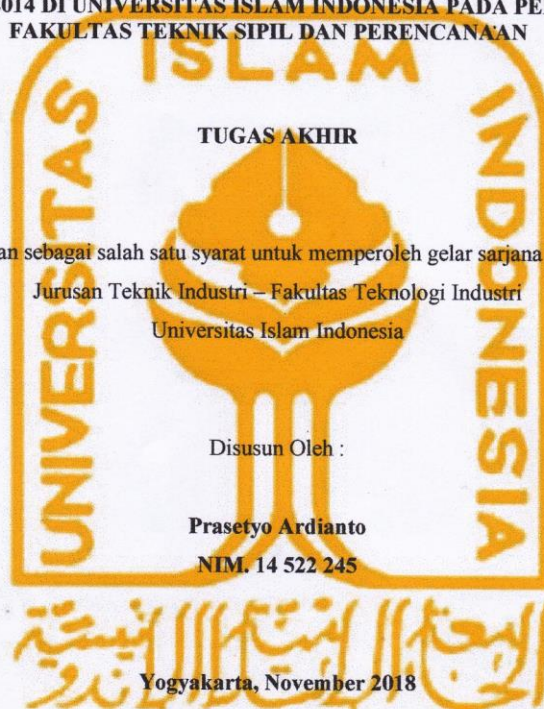 2014 DI UNIVERSITAS ISLAM INDONESIA PADA
FAKULTAS TEKNIK SIPIL DAN PERENCANAAN
UNIVERSITAS ISLAM INDONESIA
TUGAS AKHIR
sebagai salah satu syarat untuk memperoleh gelar sarjana
Jurusan Teknik Industri – Fakultas Teknologi Industri
Universitas Islam Indonesia
Disusun Oleh :
Prasetyo Ardianto
NIM. 14 522 245
Yogyakarta, November 2018